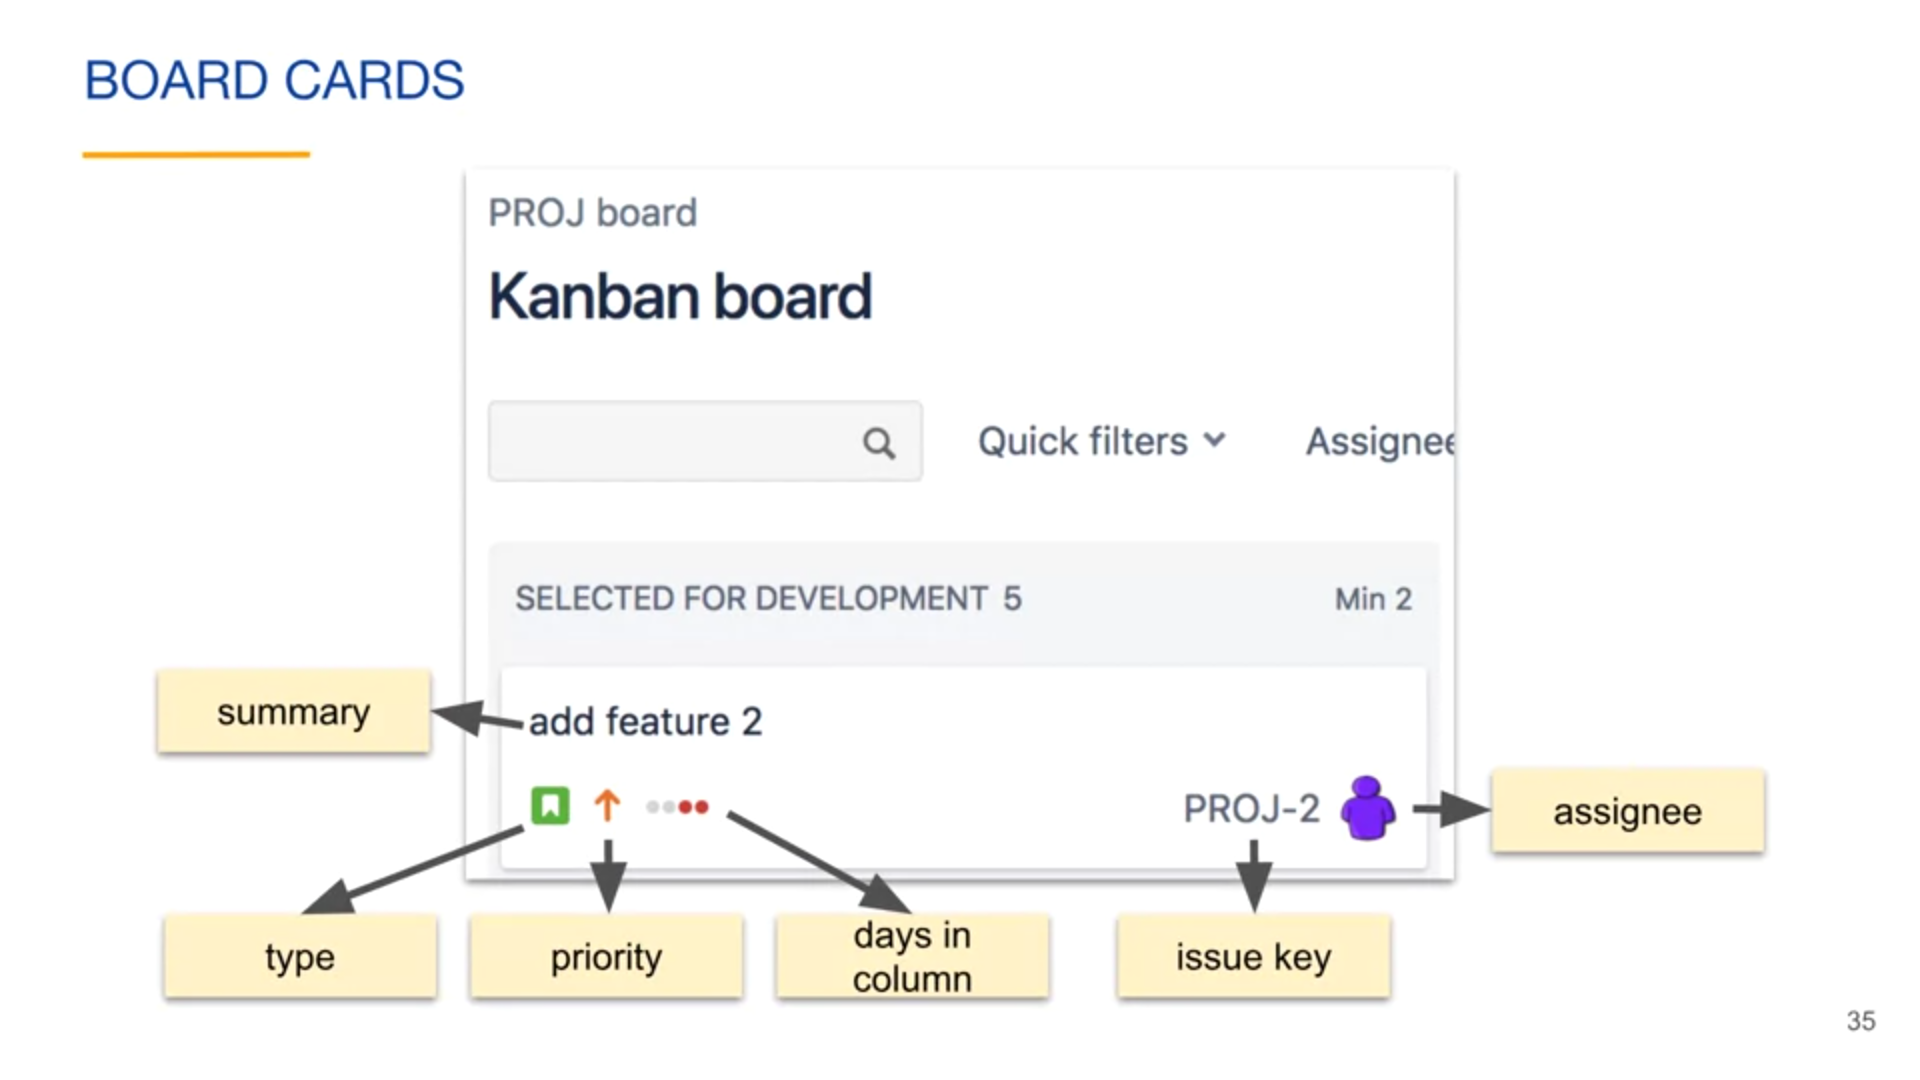 BOARD CARDS
PROJ board
Kanban board
Quick filters
Assignee
SELECTED FOR DEVELOPMENT 5
Min 2
summary
add feature 2
PROJ-2
assignee
type
priority
days in
column
issue key
35